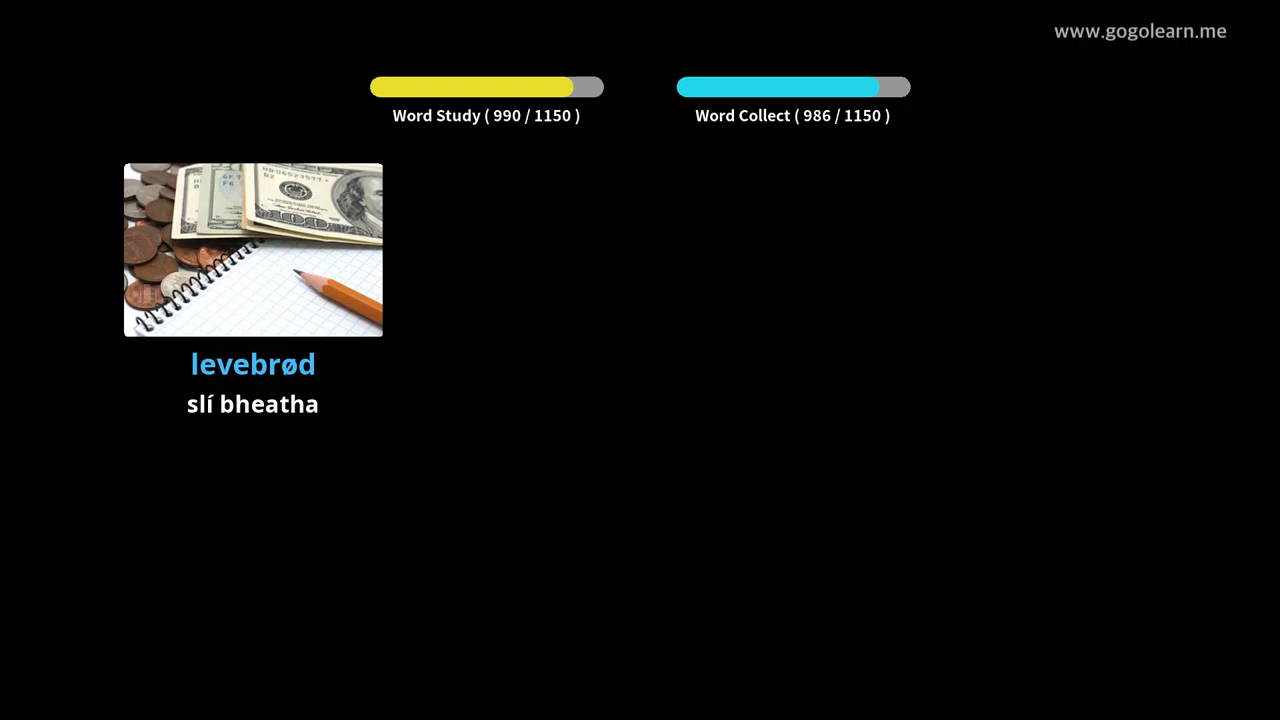 www.gogolearn.me
Word Study ( 990 / 1150 )
Word Collect ( 986 / 1150 )
levebrød
slí bheatha